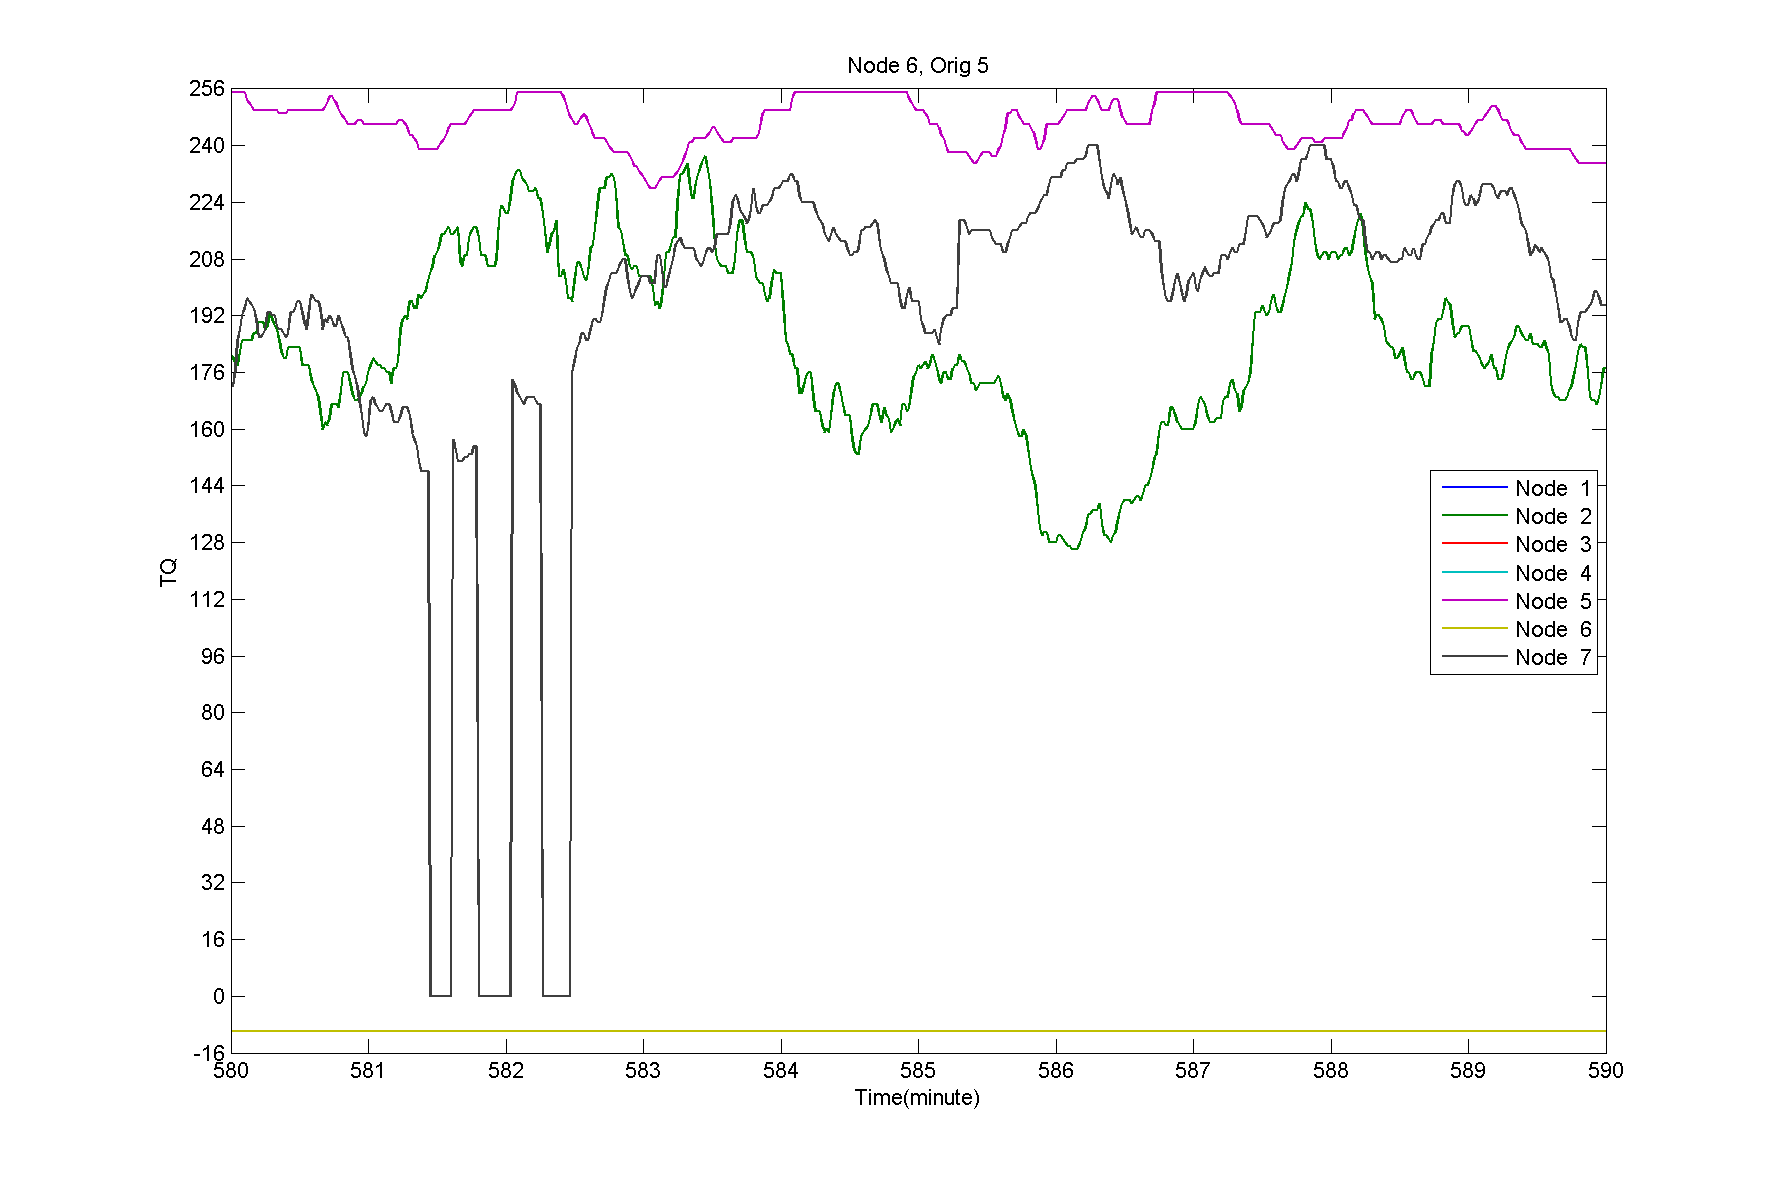 Node 6, Orig 5
256
240
224
208
192
176
160
144
128
112
96
80
64
48
32
16
0
-16
TQ
Node 1
Node 2
Node 3
Node 4
Node 5
Node 6
Node 7
580 581 582 583 584 585 586 587 588 589 590
Time(minute)